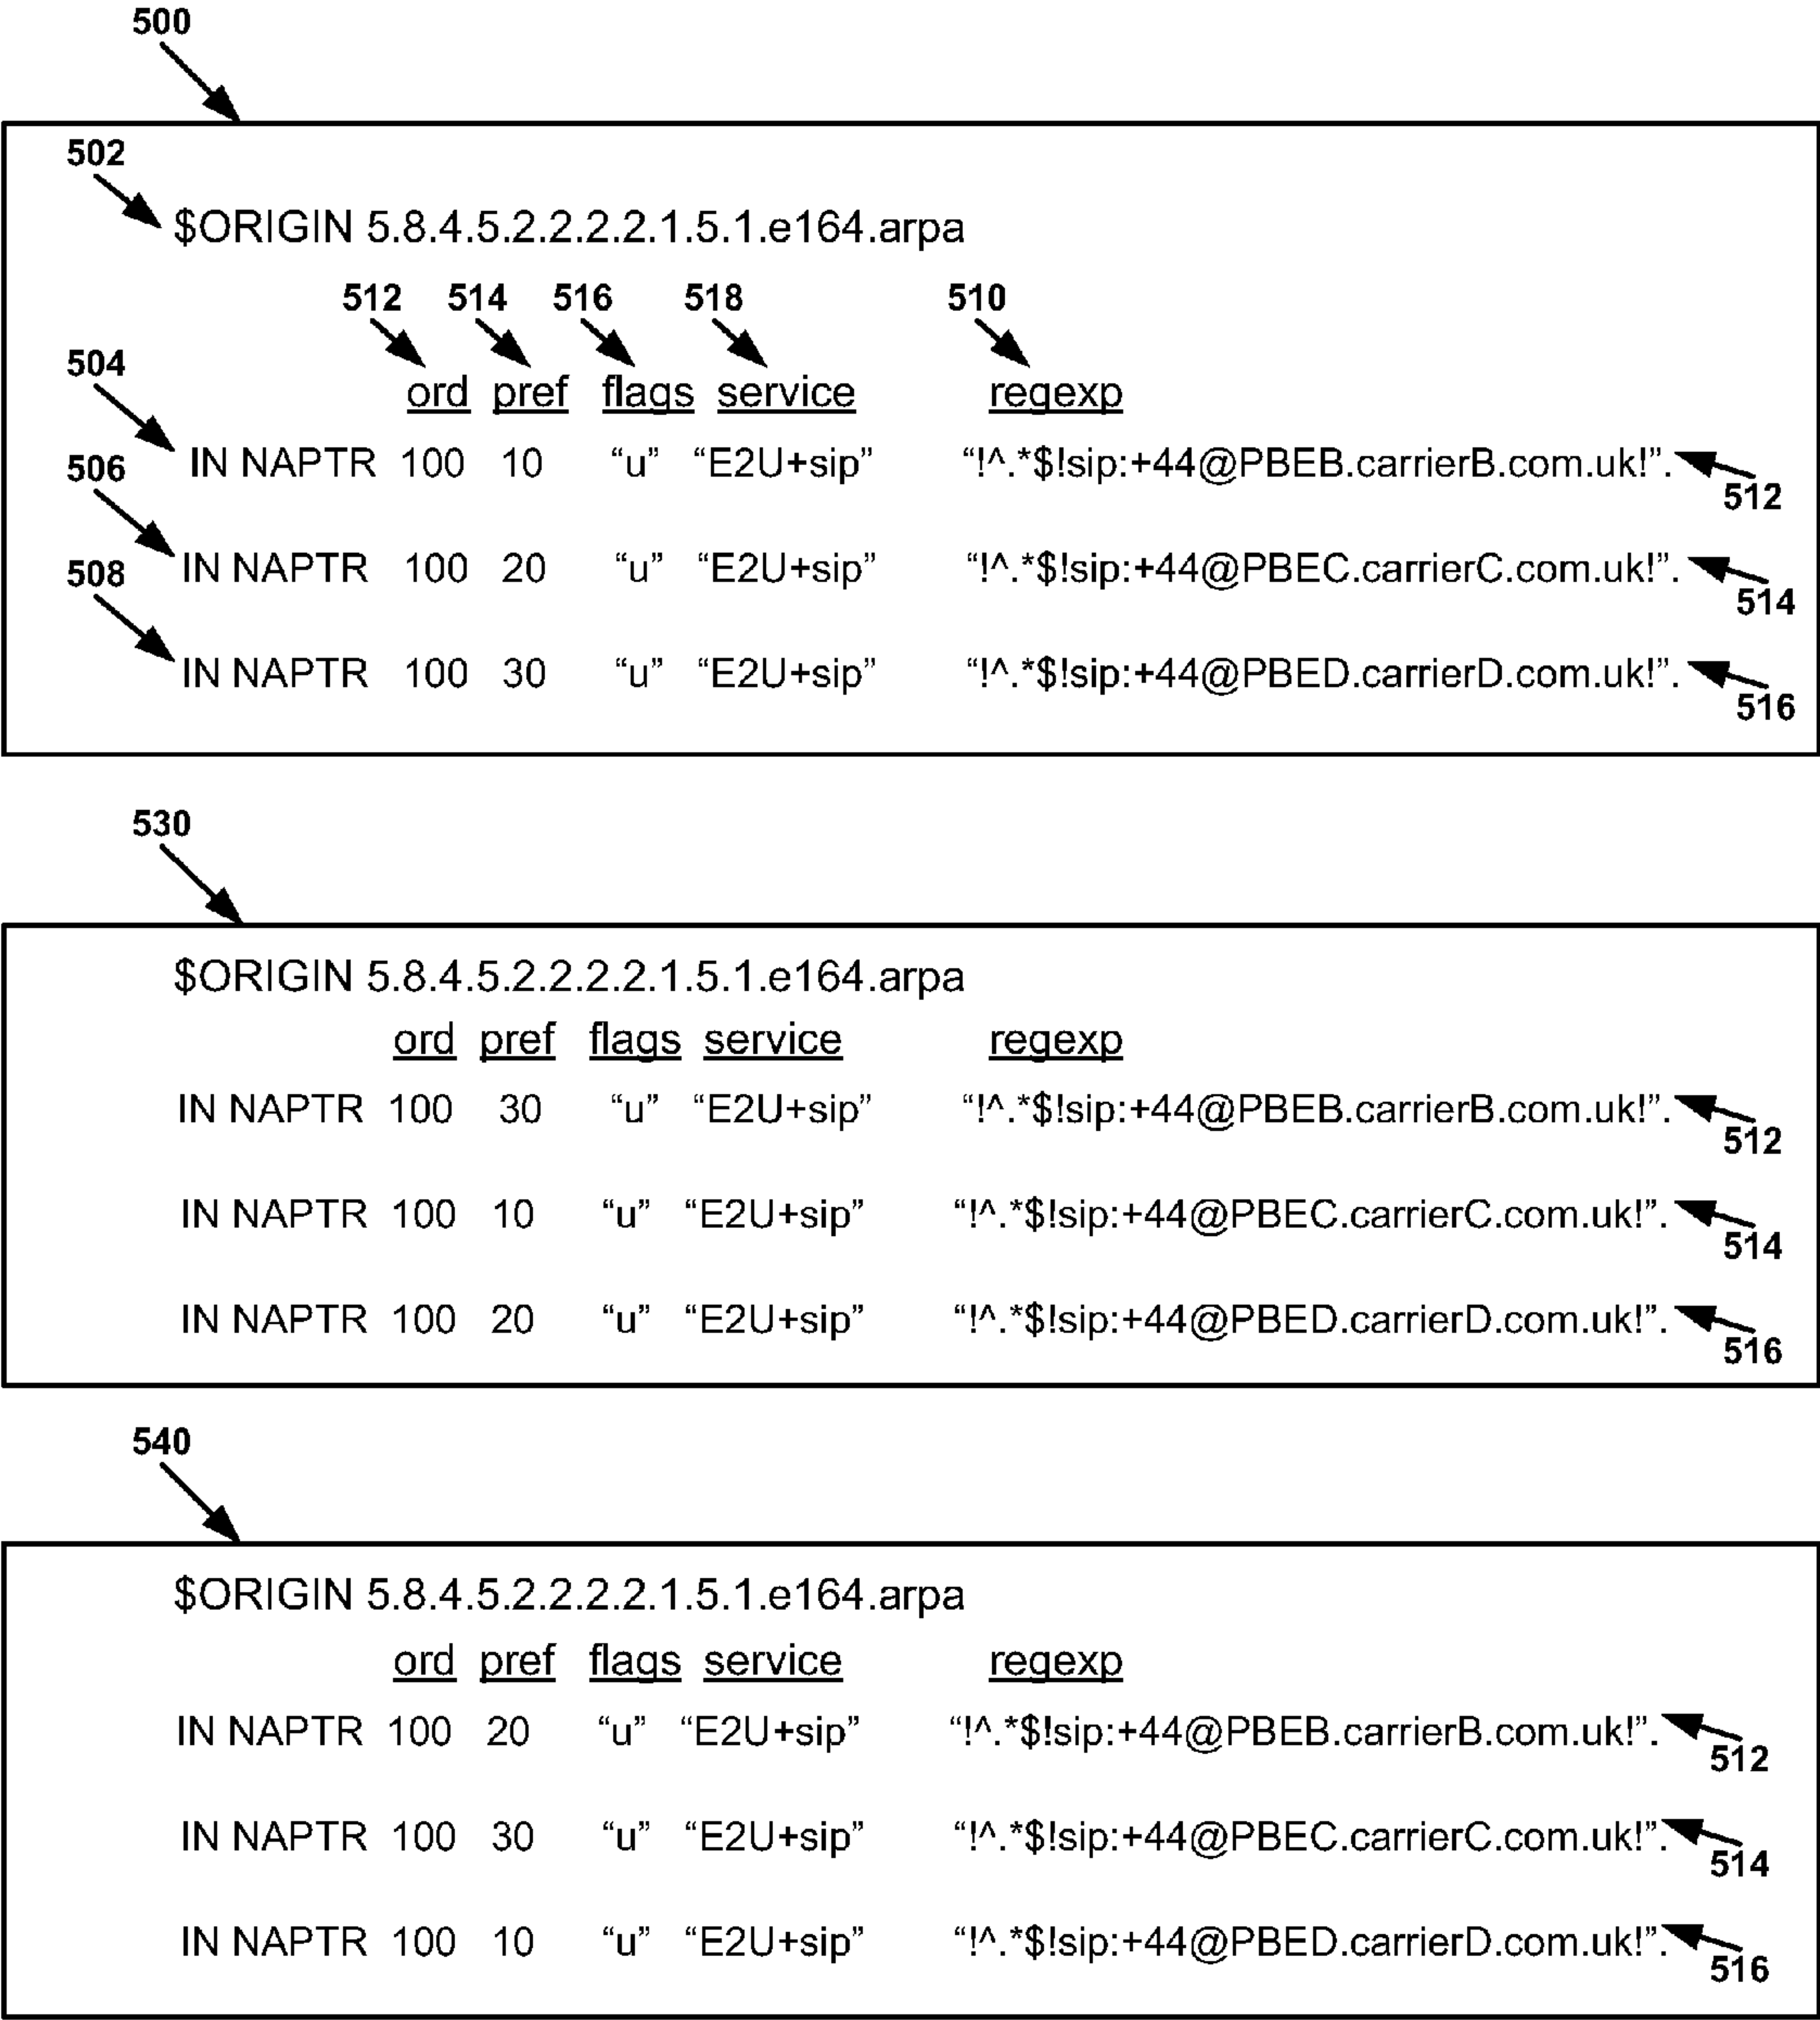 500
502
$ORIGIN 5.8.4.5.2.2.2.2.1.5.1.e164.arpa
512 514 516 518 510
504
ord pref flags service regexp
IN NAPTR 100 10 “u” “E2U+sip” “!^.*$!sip:+44@PBEB.carrierB.com.uk!”.
506
512
IN NAPTR 100 20 “u” “E2U+sip” “!^.*$!sip:+44@PBEC.carrierC.com.uk!”.
508
514
IN NAPTR 100 30 “u” “E2U+sip” “!^.*$!sip:+44@PBED.carrierD.com.uk!”.
516
530
$ORIGIN 5.8.4.5.2.2.2.2.1.5.1.e164.arpa
ord pref flags service regexp
IN NAPTR 100 30 “u” “E2U+sip” “!^.*$!sip:+44@PBEB.carrierB.com.uk!”.
512
IN NAPTR 100 10 “u” “E2U+sip” “!^.*$!sip:+44@PBEC.carrierC.com.uk!”.
514
IN NAPTR 100 20 “u” “E2U+sip” “!^.*$!sip:+44@PBED.carrierD.com.uk!”.
516
540
$ORIGIN 5.8.4.5.2.2.2.2.1.5.1.e164.arpa
ord pref flags service regexp
IN NAPTR 100 20 “u” “E2U+sip” “!^.*$!sip:+44@PBEB.carrierB.com.uk!”.
512
IN NAPTR 100 30 “u” “E2U+sip” “!^.*$!sip:+44@PBEC.carrierC.com.uk!”.
514
IN NAPTR 100 10 “u” “E2U+sip” “!^.*$!sip:+44@PBED.carrierD.com.uk!”.
516